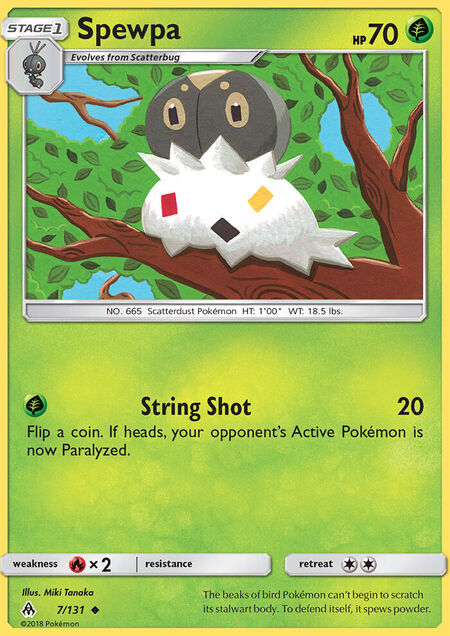 STAGE1 Spewpa HP70
Evolves from Scatterbug
NO. 665 Scatterdust Pokémon HT: 1'00" WT: 18.5 lbs.
String Shot 20
Flip a coin. If heads, your opponent's Active Pokémon is
now Paralyzed.
weakness ×2 resistance retreat
Illus. Miki Tanaka
7/131
©2018 Pokémon
The beaks of bird Pokémon can't begin to scratch
its stalwart body. To defend itself, it spews powder.